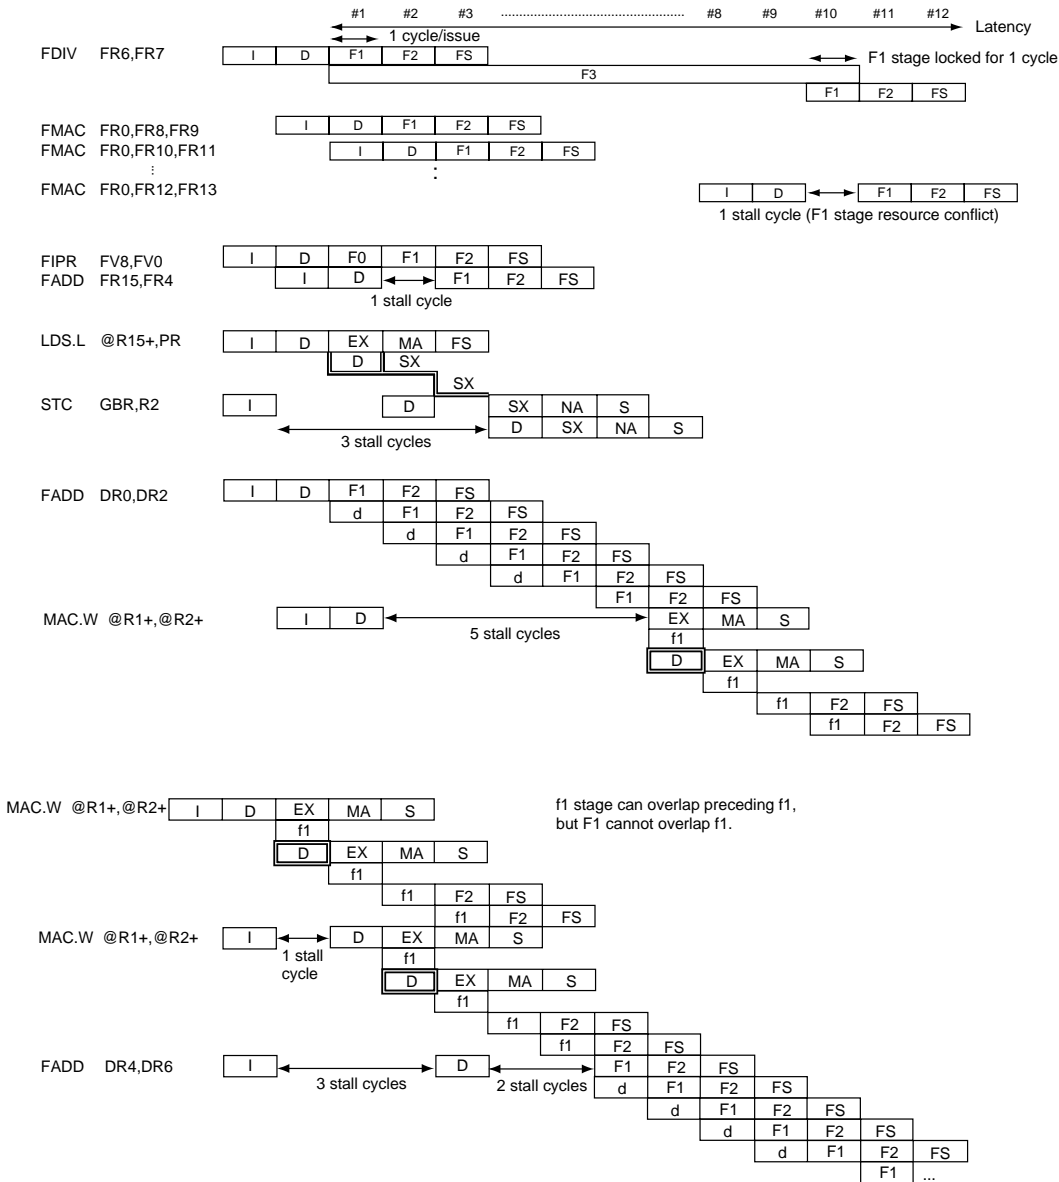 #1 #2 #3 #8 #9 #10 #11 #12
Latency
1 cycle/issue
FDIV FR6,FR7 I D F1 F2 FS
F1 stage locked for 1 cycle
F3
F1 F2 FS
FMAC FR0,FR8,FR9 I D F1 F2 FS
FMAC FR0,FR10,FR11 I D F1 F2 FS
:
FMAC FR0,FR12,FR13 I D F1 F2 FS
1 stall cycle (F1 stage resource conflict)
FIPR FV8,FV0 I D F0 F1 F2 FS
FADD FR15,FR4 I D F1 F2 FS
1 stall cycle
LDS.L @R15+,PR I D EX MA FS
D SX
SX
STC GBR,R2 I D SX NA S
D SX NA S
3 stall cycles
FADD DR0,DR2 I D F1 F2 FS
d F1 F2 FS
d F1 F2 FS
d F1 F2 FS
d F1 F2 FS
F1 F2 FS
MAC.W @R1+,@R2+ I D EX MA S
5 stall cycles
f1
D EX MA S
f1
f1 F2 FS
f1 F2 FS
MAC.W @R1+,@R2+ I D EX MA S
f1 stage can overlap preceding f1,
but F1 cannot overlap f1.
f1
D EX MA S
f1
f1 F2 FS
f1 F2 FS
MAC.W @R1+,@R2+ I D EX MA S
1 stall
cycle
f1
D EX MA S
f1
f1 F2 FS
f1 F2 FS
FADD DR4,DR6 I D F1 F2 FS
3 stall cycles 2 stall cycles
d F1 F2 FS
d F1 F2 FS
d F1 F2 FS
d F1 F2 FS
F1 ...